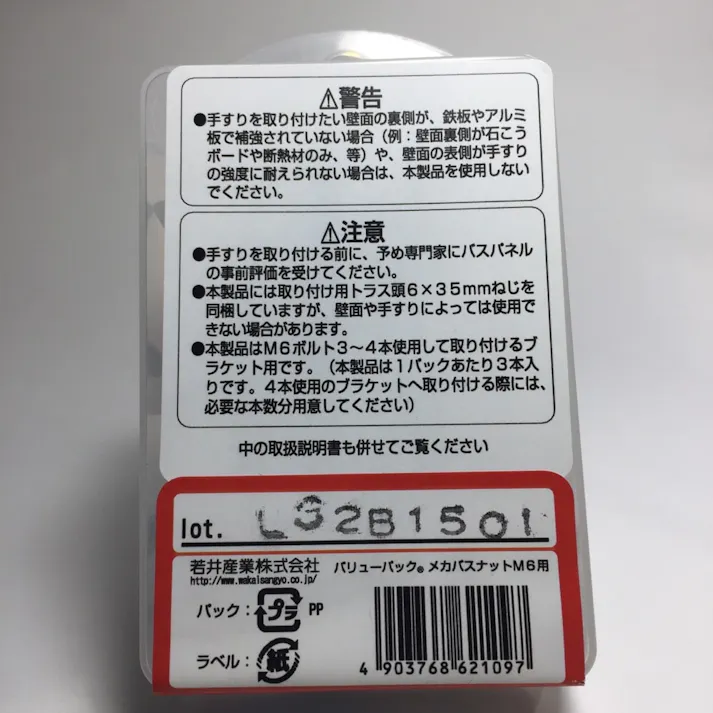 ⚠警告
●手すりを取り付けたい壁面の裏側が、鉄板やアルミ
板で補強されていない場合（例：壁面裏側が石こう
ボードや断熱材のみ、等）や、壁面の表側が手すり
の強度に耐えられない場合は、本製品を使用しない
でください。
⚠注意
●手すりを取り付ける前に、予め専門家にバスパネル
の事前評価を受けてください。
●本製品には取り付け用トラス頭6×35mmねじを
同梱していますが、壁面や手すりによっては使用で
きない場合があります。
●本製品はM6ボルト3～4本使用して取り付けるブ
ラケット用です。（本製品は1パックあたり3本入
りです。4本使用のブラケットへ取り付ける際には、
必要な本数分用意してください）
中の取扱説明書も併せてご覧ください
lot. LG2B1501
若井産業株式会社 バリューパック® メカバスナットM6用
http://www.wakaisangyo.co.jp/
パック： プラ PP
ラベル： 紙
4 903768 621097